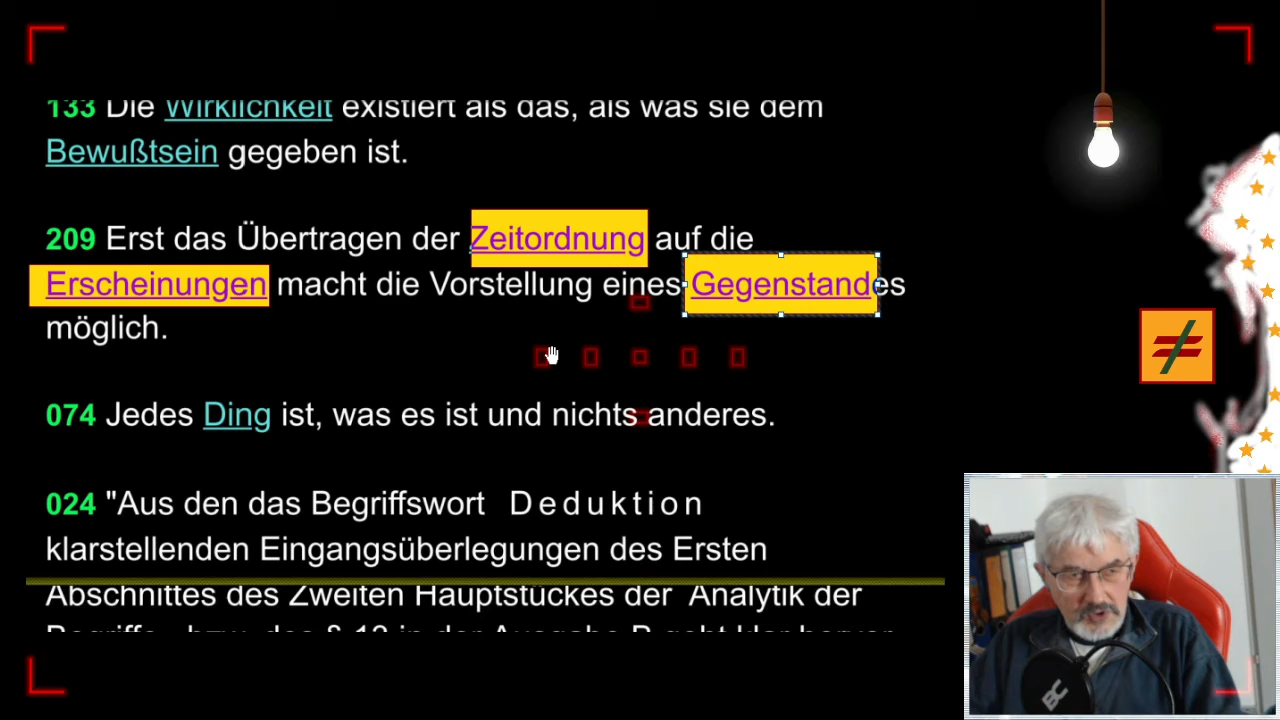 133 Die Wirklichkeit existiert als das, als was sie dem
Bewußtsein gegeben ist.
209 Erst das Übertragen der Zeitordnung auf die
Erscheinungen macht die Vorstellung eines Gegenstandes
möglich.
074 Jedes Ding ist, was es ist und nichts anderes.
024 "Aus den das Begriffswort Deduktion
klarstellenden Eingangsüberlegungen des Ersten
Abschnittes des Zweiten Hauptstückes der Analytik der
≠